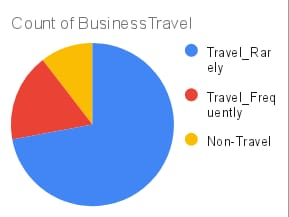 Count of BusinessTravel
Travel_Rar
ely
Travel_Freq
uently
Non-Travel